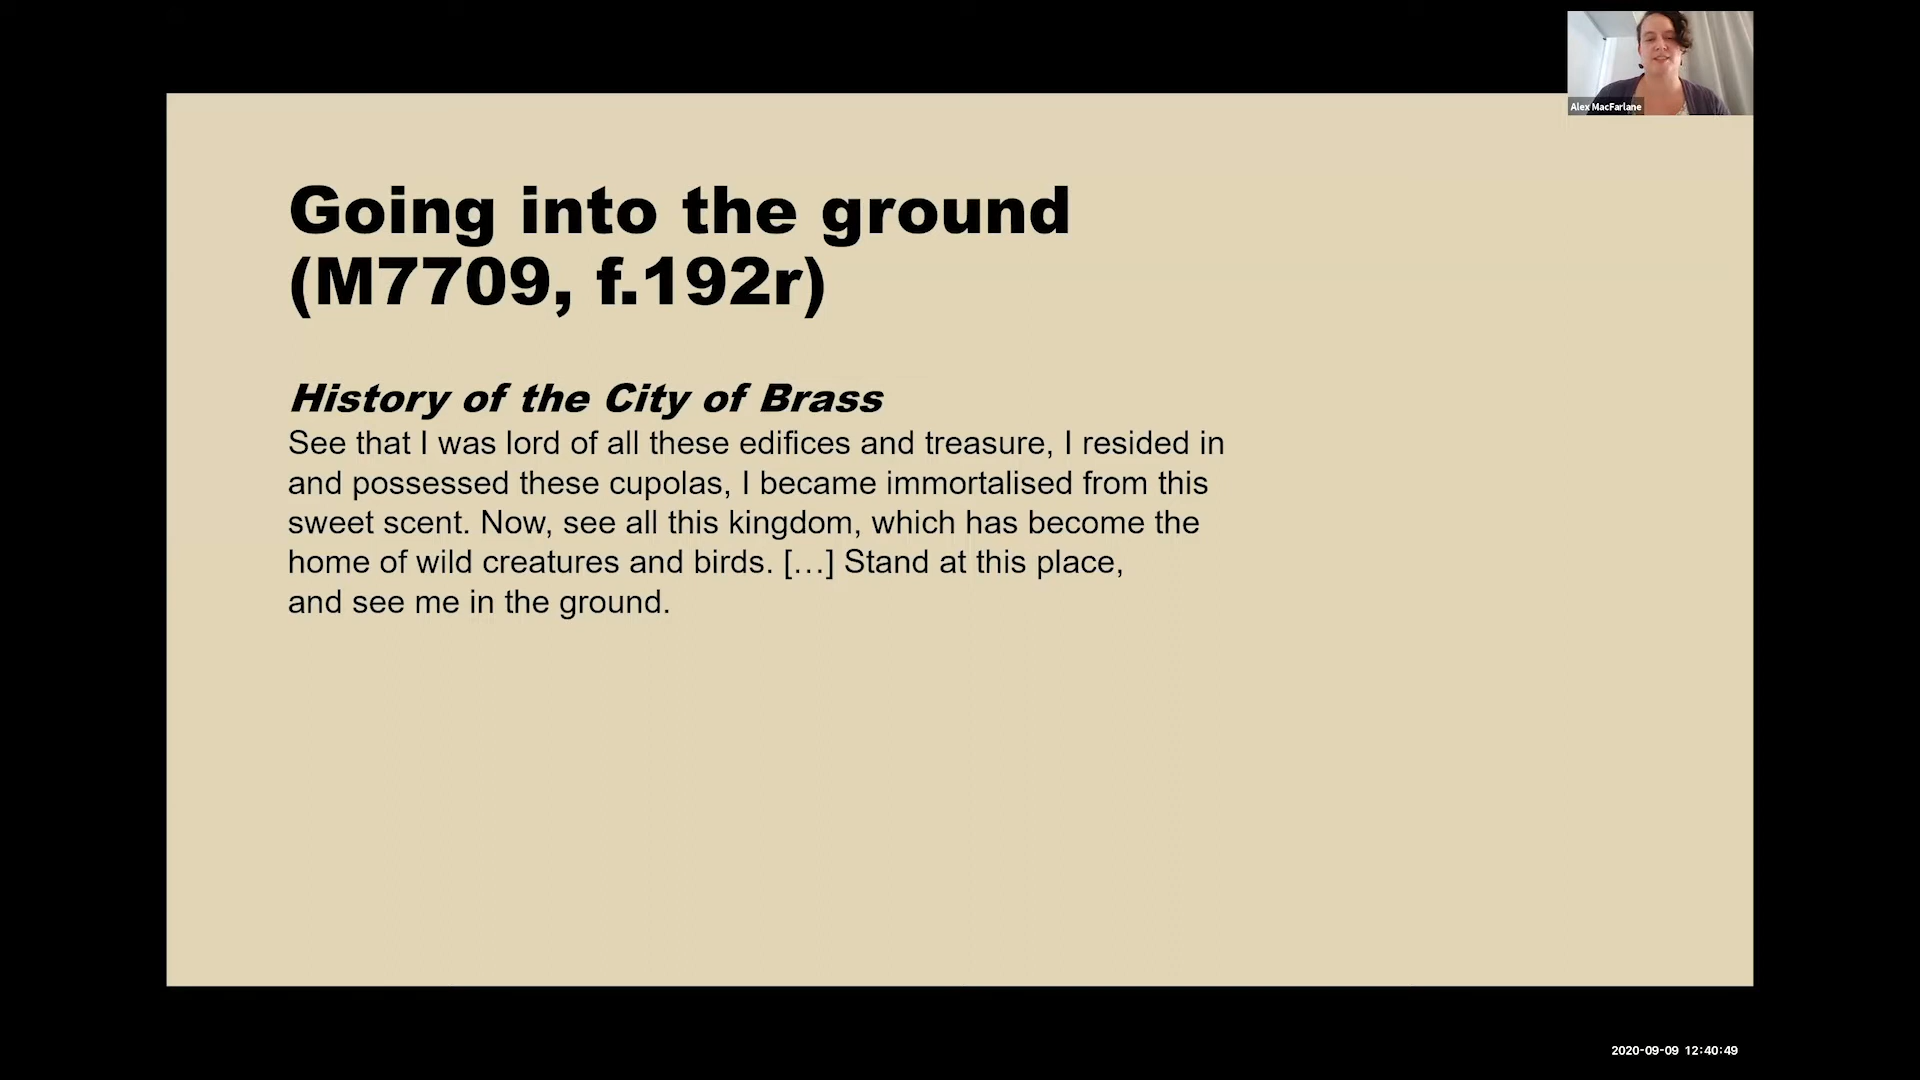 Alex MacFarlane
Going into the ground
(M7709, f.192r)
History of the City of Brass
See that I was lord of all these edifices and treasure, I resided in
and possessed these cupolas, I became immortalised from this
sweet scent. Now, see all this kingdom, which has become the
home of wild creatures and birds. […] Stand at this place,
and see me in the ground.
2020-09-09 12:40:49